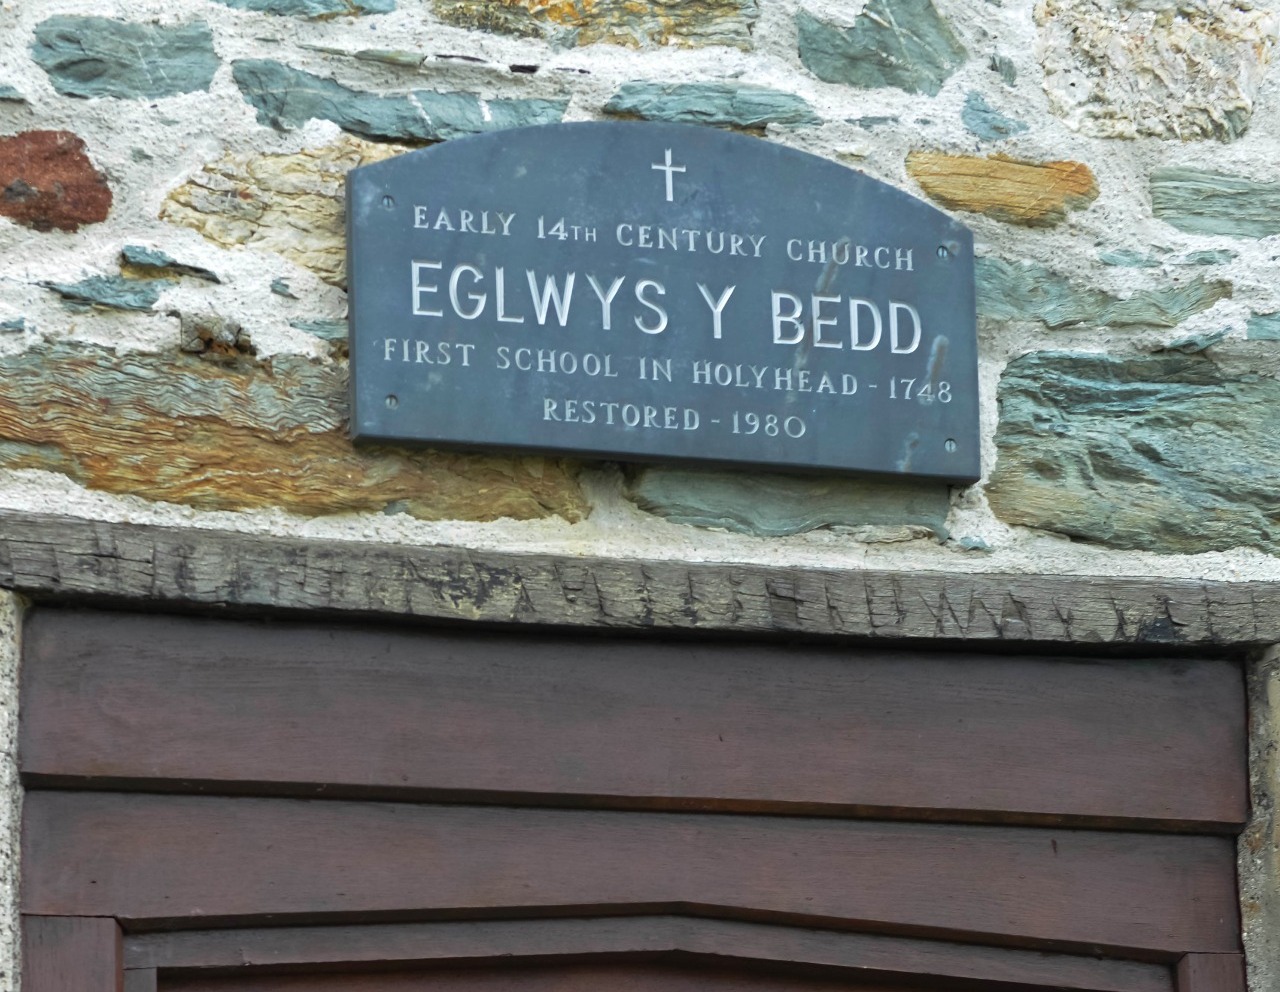 EARLY 14TH CENTURY CHURCH
EGLWYS Y BEDD
FIRST SCHOOL IN HOLYHEAD - 1748
RESTORED - 1980